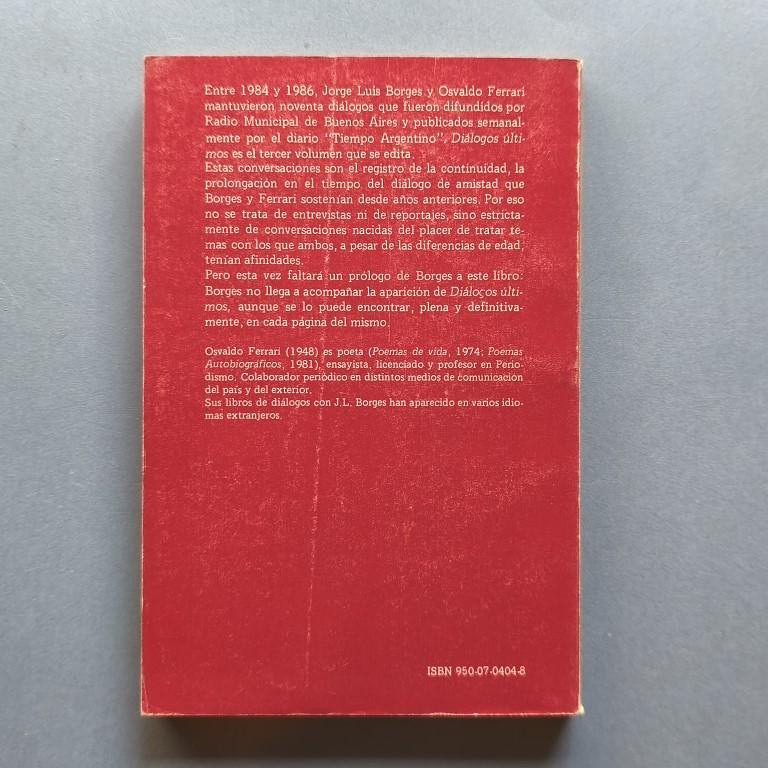 Entre 1984 y 1986, Jorge Luis Borges y Osvaldo Ferrari
mantuvieron noventa diálogos que fueron difundidos por
Radio Municipal de Buenos Aires y publicados semanal-
mente por el diario "Tiempo Argentino". Diálogos últi-
mos es el tercer volumen que se edita.
Estas conversaciones son el registro de la continuidad, la
prolongación en el tiempo del diálogo de amistad que
Borges y Ferrari sostenían desde años anteriores. Por eso
no se trata de entrevistas ni de reportajes, sino estricta-
mente de conversaciones nacidas del placer de tratar te-
mas con los que ambos, a pesar de las diferencias de edad,
tenían afinidades.
Pero esta vez faltará un prólogo de Borges a este libro:
Borges no llega a acompañar la aparición de Diálogos últi-
mos, aunque se lo puede encontrar, plena y definitiva-
mente, en cada página del mismo.
Osvaldo Ferrari (1948) es poeta (Poemas de vida, 1974; Poemas
Autobiográficos, 1981), ensayista, licenciado y profesor en Perio-
dismo. Colaborador periódico en distintos medios de comunicación
del país y del exterior.
Sus libros de diálogos con J.L. Borges han aparecido en varios idio-
mas extranjeros.
ISBN 950-07-0404-8